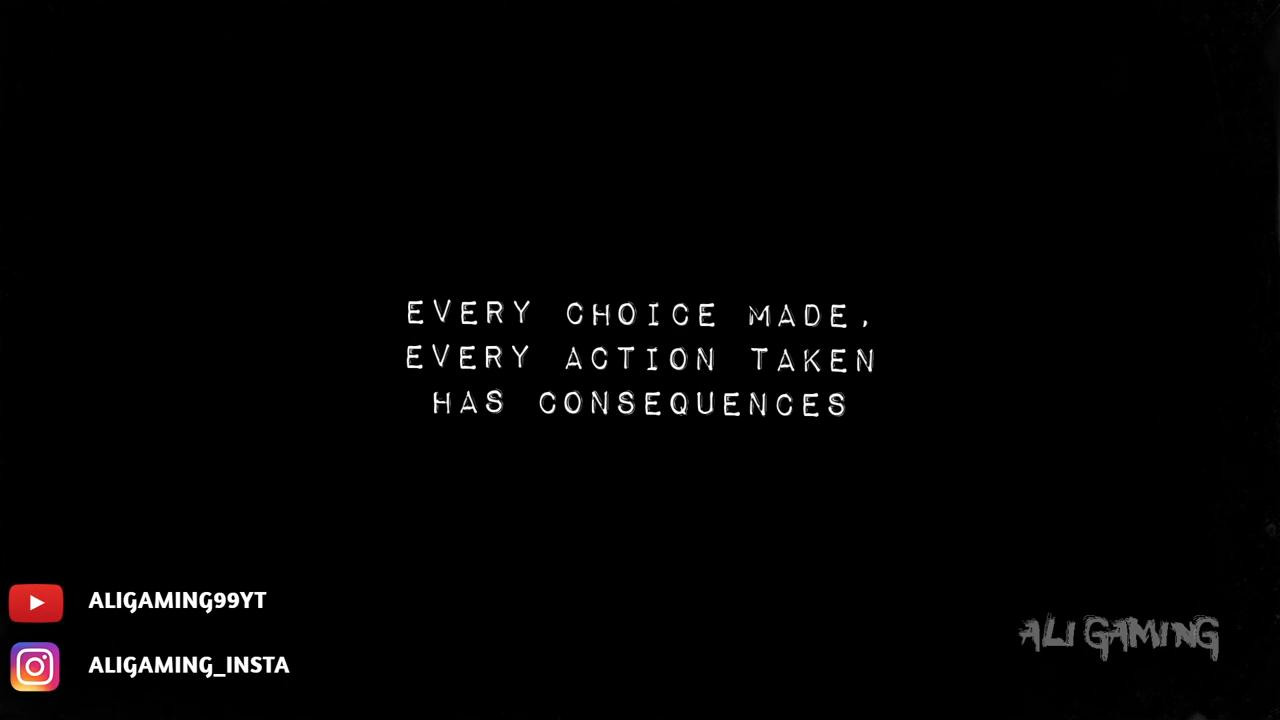 EVERY CHOICE MADE,
EVERY ACTION TAKEN
HAS CONSEQUENCES
ALIGAMING99YT
ALIGAMING_INSTA
ALI GAMING